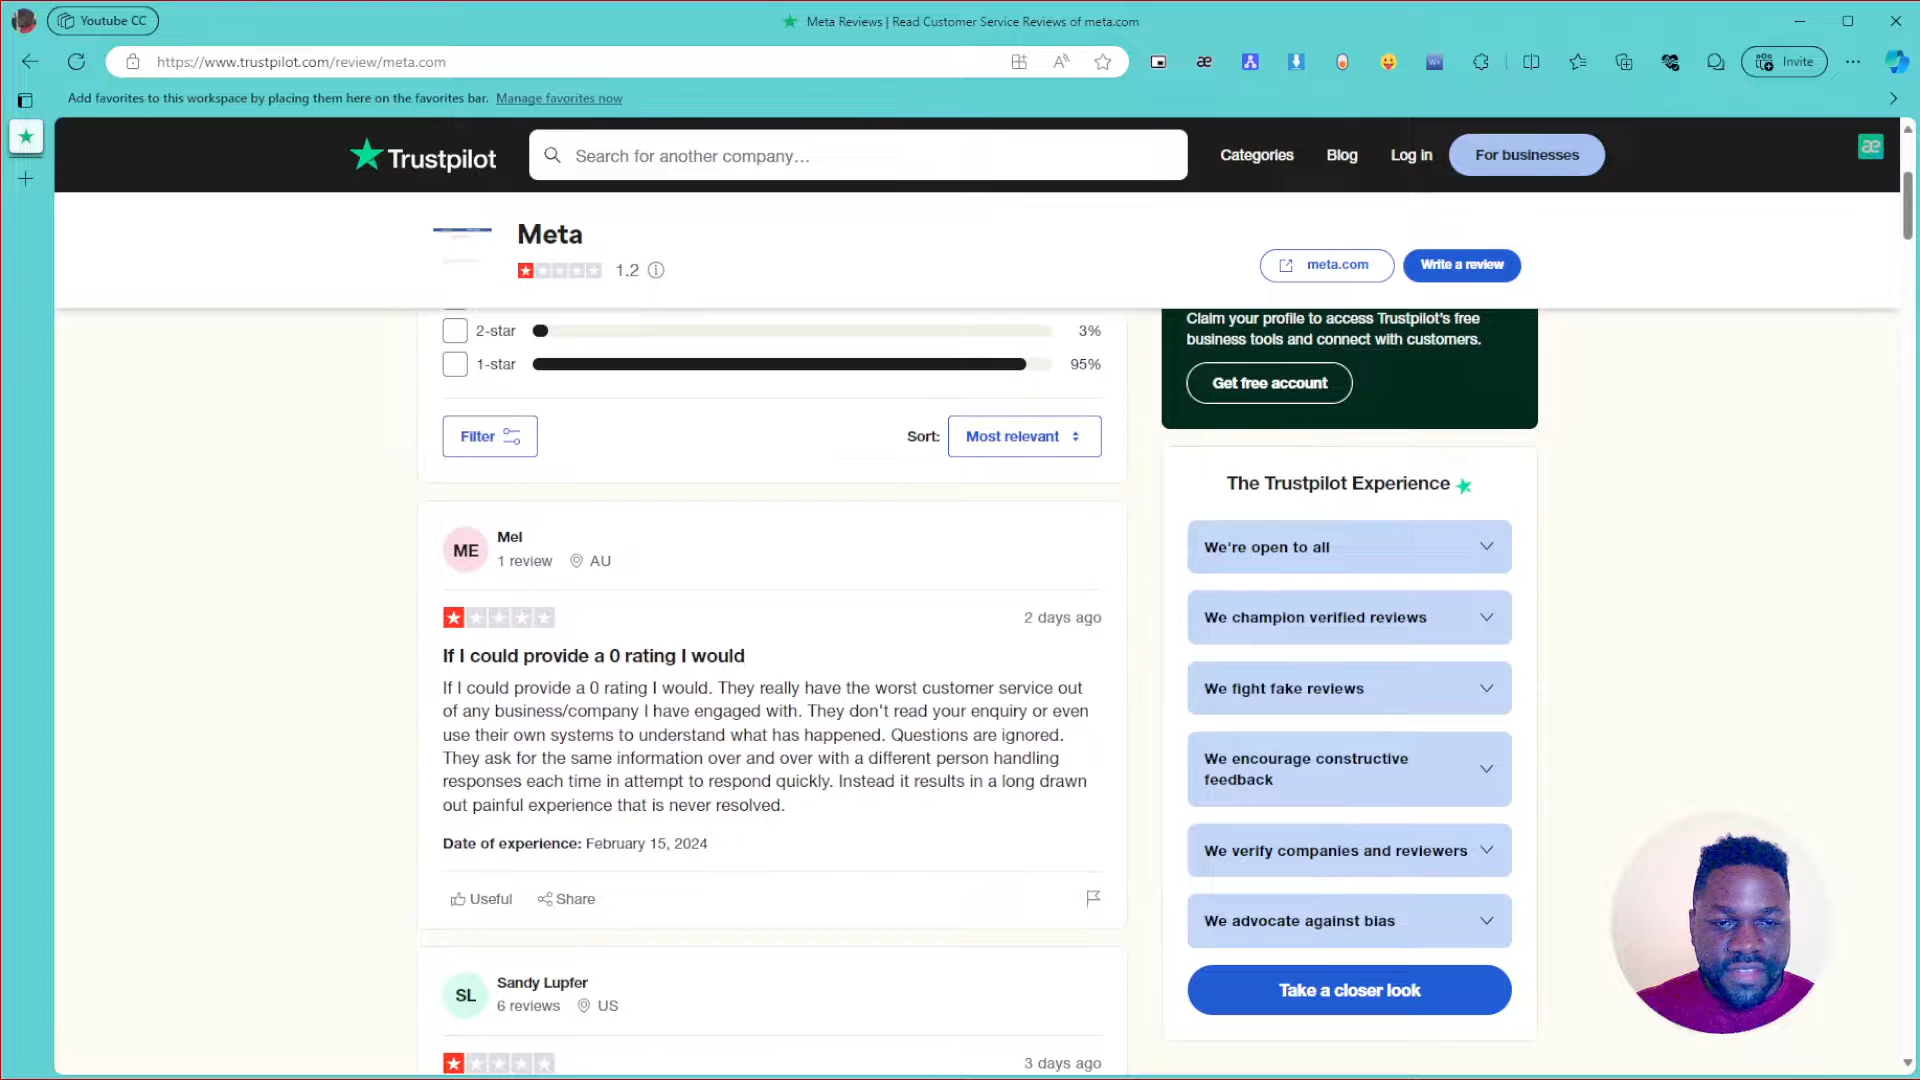 Youtube CC
Meta Reviews | Read Customer Service Reviews of meta.com
https://www.trustpilot.com/review/meta.com
Invite
Add favorites to this workspace by placing them here on the favorites bar. Manage favorites now
Trustpilot
Search for another company…
Categories
Blog
Log in
For businesses
æ
Meta
1.2
meta.com
Write a review
2-star
3%
1-star
95%
Filter
Sort:
Most relevant
ME
Mel
1 review
AU
2 days ago
If I could provide a 0 rating I would
If I could provide a 0 rating I would. They really have the worst customer service out
of any business/company I have engaged with. They don't read your enquiry or even
use their own systems to understand what has happened. Questions are ignored.
They ask for the same information over and over with a different person handling
responses each time in attempt to respond quickly. Instead it results in a long drawn
out painful experience that is never resolved.
Date of experience: February 15, 2024
Useful
Share
SL
Sandy Lupfer
6 reviews
US
3 days ago
Claim your profile to access Trustpilot's free
business tools and connect with customers.
Get free account
The Trustpilot Experience
We're open to all
We champion verified reviews
We fight fake reviews
We encourage constructive
feedback
We verify companies and reviewers
We advocate against bias
Take a closer look